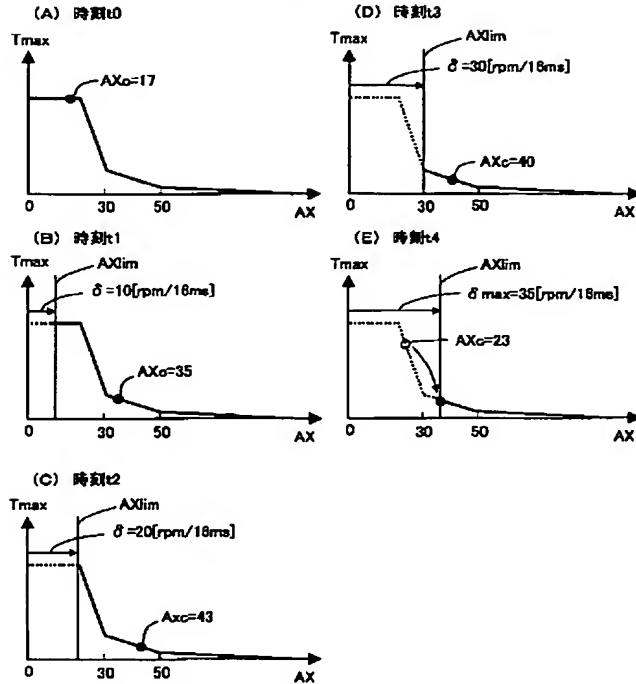 (A) 時刻t0
Tmax
AXc=17
0
30
50
AX
(B) 時刻t1
Tmax
AXlim
δ=10[rpm/16ms]
AXc=35
0
30
50
AX
(C) 時刻t2
Tmax
AXlim
δ=20[rpm/16ms]
Axc=43
0
30
50
AX
(D) 時刻t3
Tmax
AXlim
δ=30[rpm/16ms]
AXc=40
0
30
50
AX
(E) 時刻t4
Tmax
AXlim
δmax=35[rpm/16ms]
AXc=23
0
30
50
AX